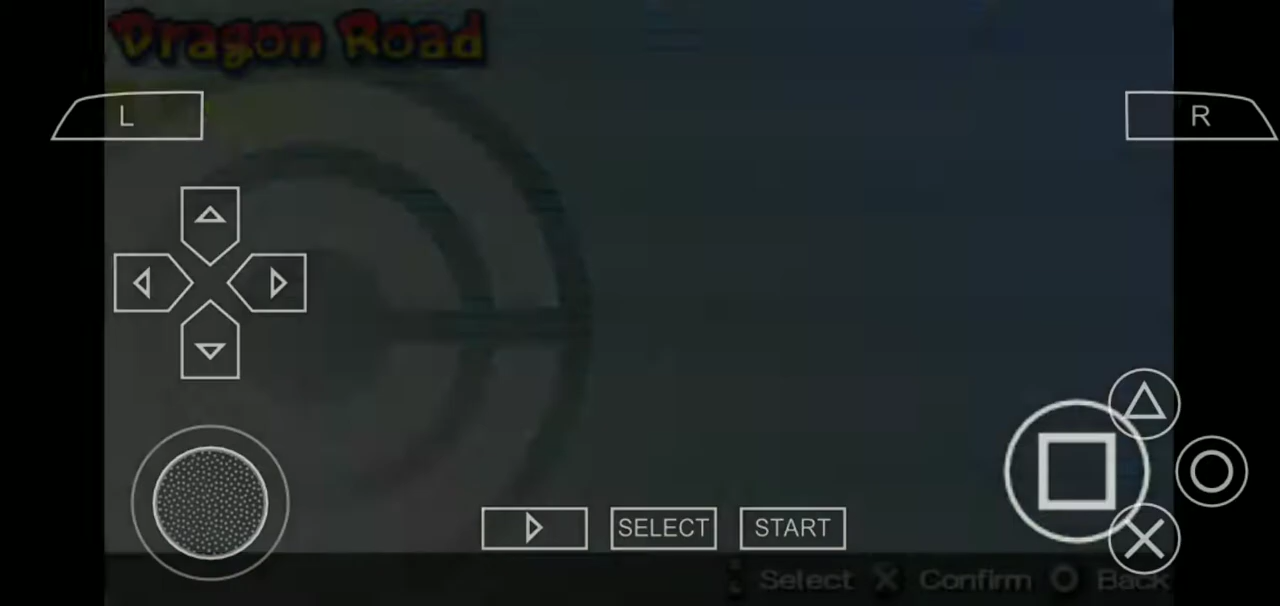 Dragon Road
L
R
SELECT
START
Select Confirm Back